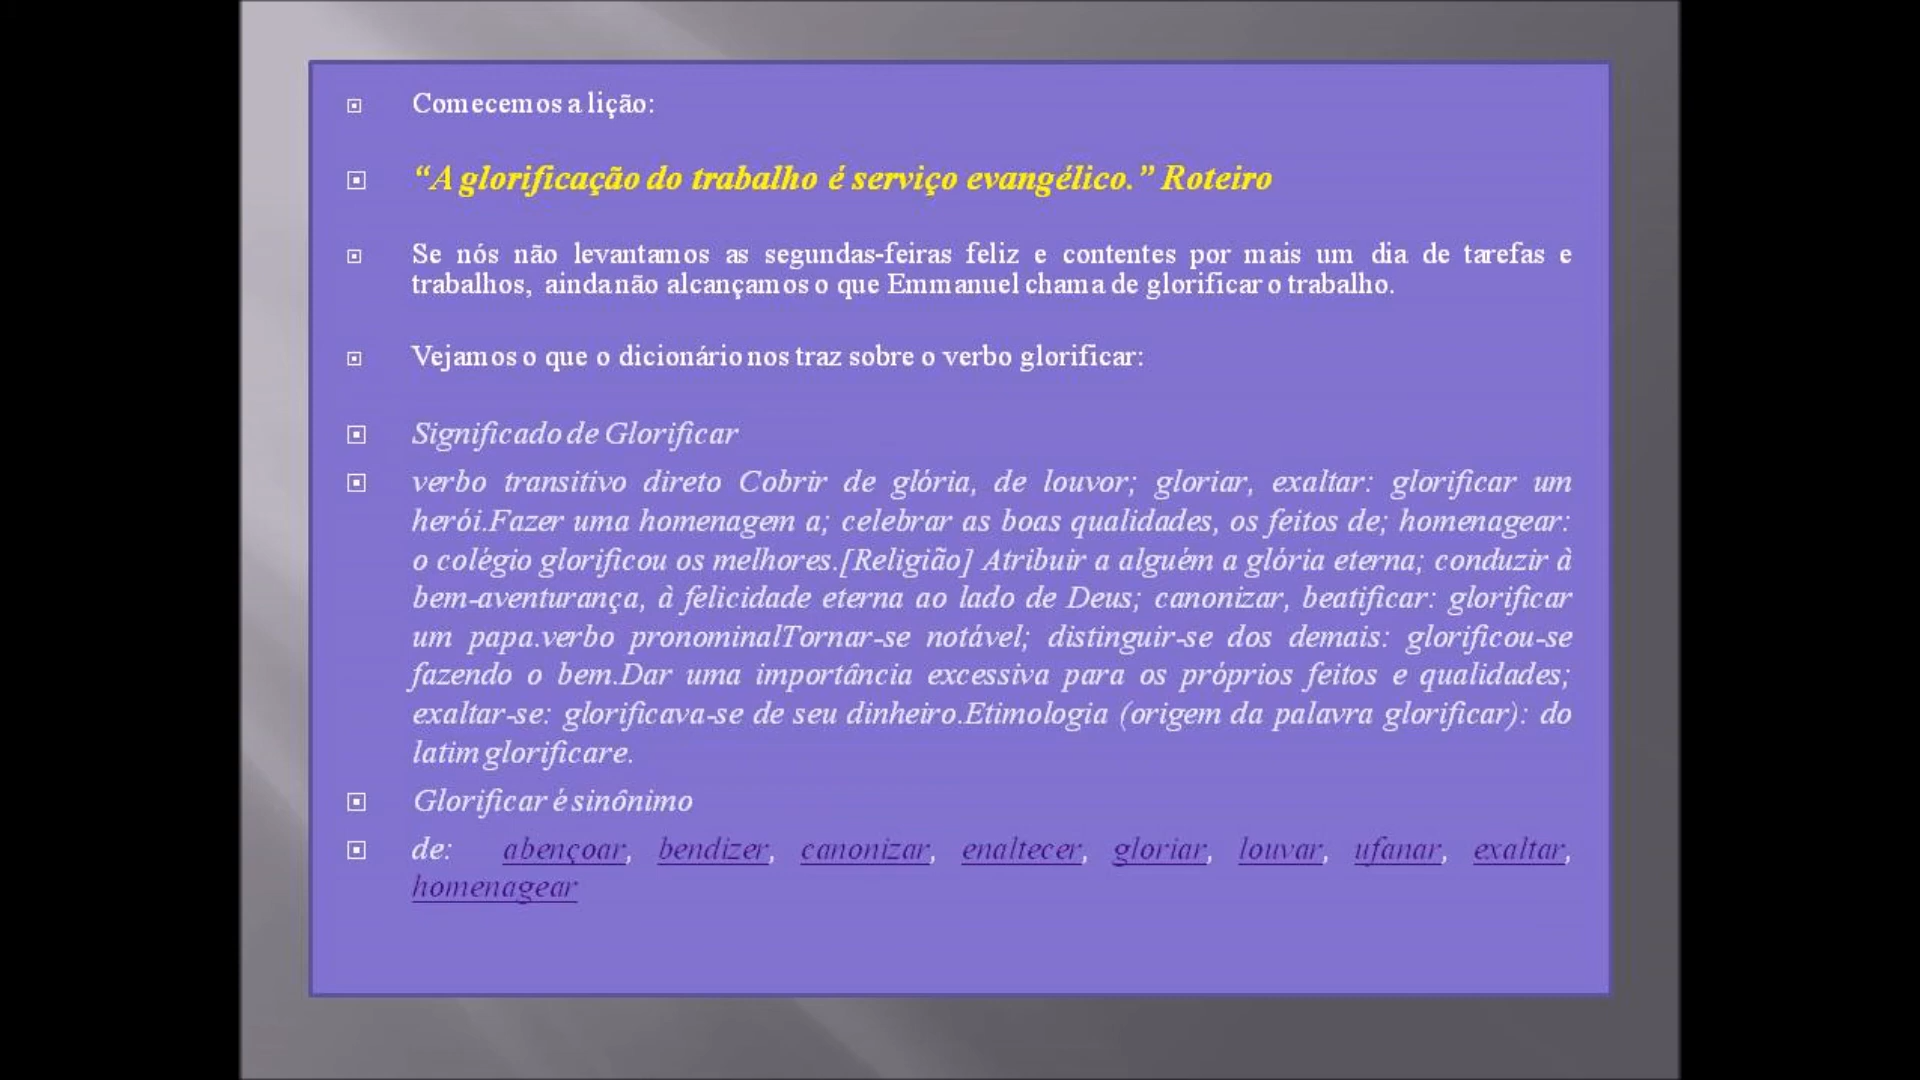 Comecemos a lição:
“A glorificação do trabalho é serviço evangélico.” Roteiro
Se nós não levantamos as segundas-feiras feliz e contentes por mais um dia de tarefas e
trabalhos, ainda não alcançamos o que Emmanuel chama de glorificar o trabalho.
Vejamos o que o dicionário nos traz sobre o verbo glorificar:
Significado de Glorificar
verbo transitivo direto Cobrir de glória, de louvor; gloriar, exaltar: glorificar um
herói.Fazer uma homenagem a; celebrar as boas qualidades, os feitos de; homenagear:
o colégio glorificou os melhores.[Religião] Atribuir a alguém a glória eterna; conduzir à
bem-aventurança, à felicidade eterna ao lado de Deus; canonizar, beatificar: glorificar
um papa.verbo pronominalTornar-se notável; distinguir-se dos demais: glorificou-se
fazendo o bem.Dar uma importância excessiva para os próprios feitos e qualidades;
exaltar-se: glorificava-se de seu dinheiro.Etimologia (origem da palavra glorificar): do
latim glorificare.
Glorificar é sinônimo
de: abençoar, bendizer, canonizar, enaltecer, gloriar, louvar, ufanar, exaltar,
homenagear